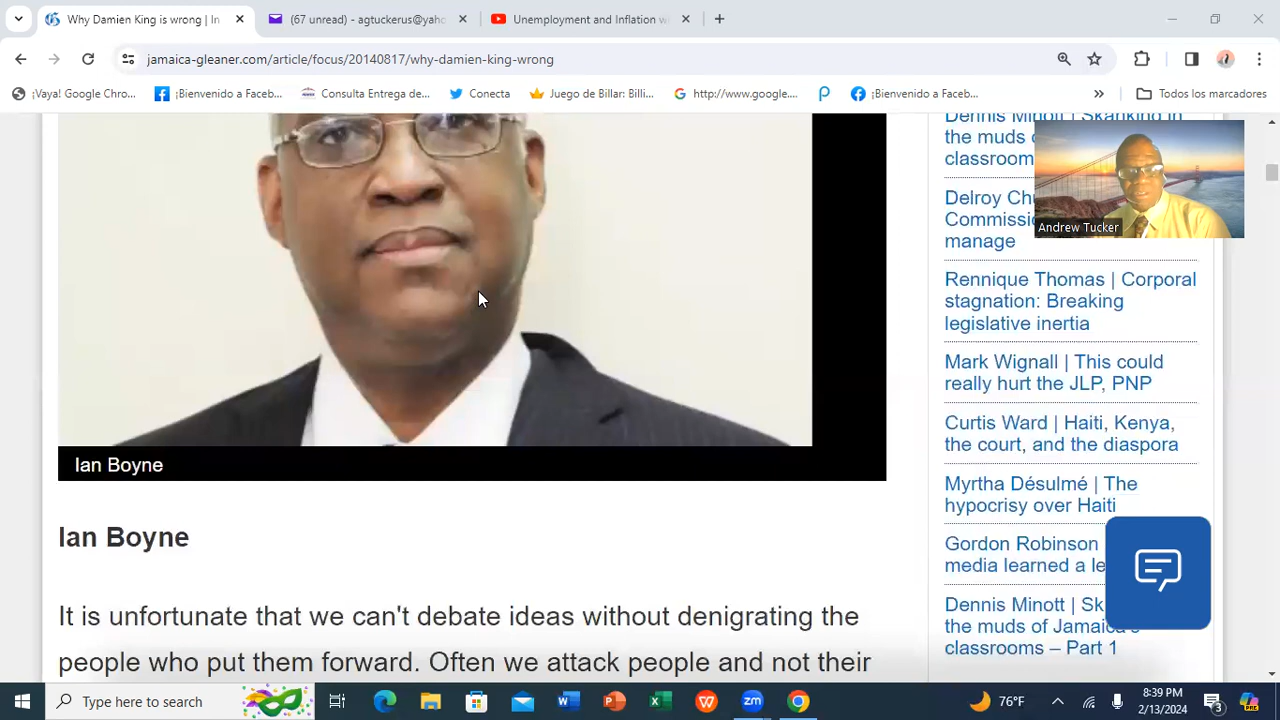 Why Damien King is wrong | In
(67 unread) - agtuckerus@yaho
Unemployment and Inflation w
jamaica-gleaner.com/article/focus/20140817/why-damien-king-wrong
¡Vaya! Google Chro...
¡Bienvenido a Faceb...
Consulta Entrega de...
Conecta
Juego de Billar: Billi...
http://www.google....
¡Bienvenido a Faceb...
»
Todos los marcadores
Ian Boyne
Ian Boyne
It is unfortunate that we can't debate ideas without denigrating the
people who put them forward. Often we attack people and not their
Dennis Minott | Skanking in
the muds o
classroom
Delroy Ch
Commissio
manage
Andrew Tucker
Rennique Thomas | Corporal
stagnation: Breaking
legislative inertia
Mark Wignall | This could
really hurt the JLP, PNP
Curtis Ward | Haiti, Kenya,
the court, and the diaspora
Myrtha Désulmé | The
hypocrisy over Haiti
Gordon Robinson
media learned a le
Dennis Minott | Sk
the muds of Jamaica's
classrooms – Part 1
Type here to search
76°F
8:39 PM
2/13/2024
3